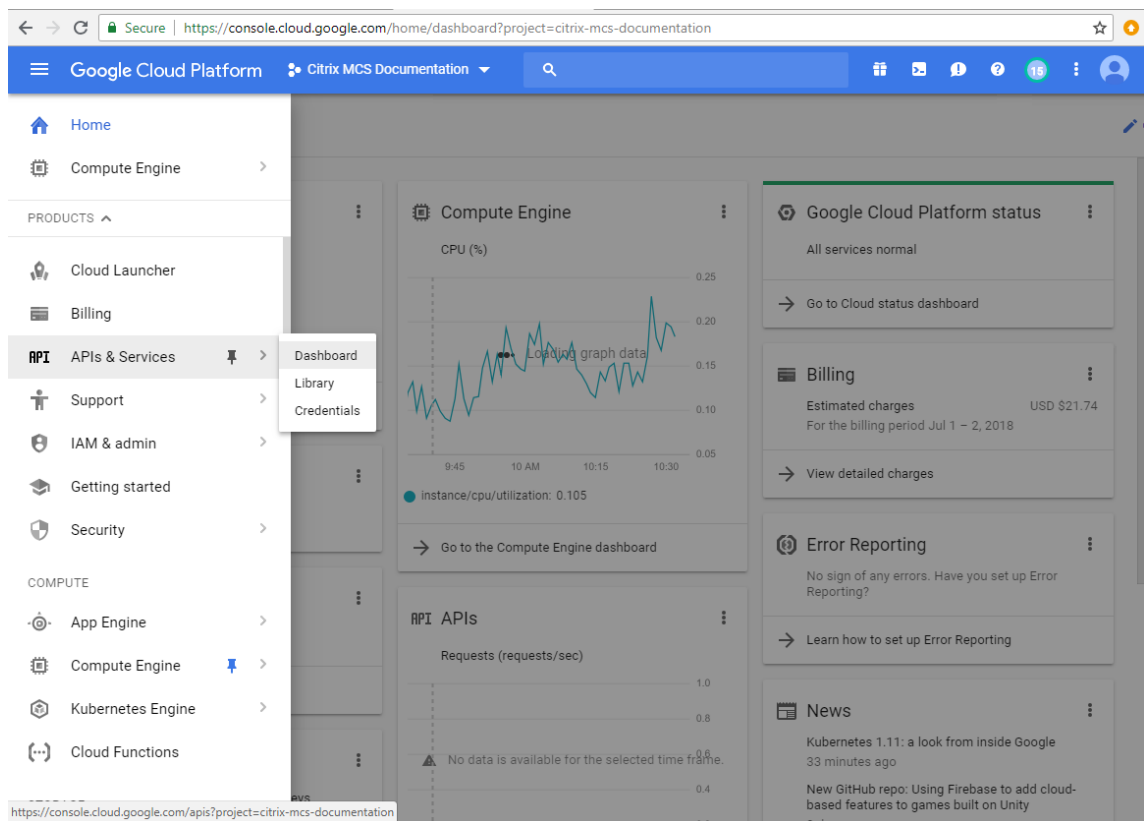 Secure https://console.cloud.google.com/home/dashboard?project=citrix-mcs-documentation
Google Cloud Platform Citrix MCS Documentation 15
Home
Compute Engine
PRODUCTS
Cloud Launcher
Billing
API APIs & Services
Support
IAM & admin
Getting started
Security
COMPUTE
App Engine
Compute Engine
Kubernetes Engine
Cloud Functions
https://console.cloud.google.com/apis?project=citrix-mcs-documentation
Dashboard
Library
Credentials
Compute Engine
CPU (%)
0.25
0.20
Loading graph data
0.15
0.10
0.05
9:45 10 AM 10:15 10:30
instance/cpu/utilization: 0.105
Go to the Compute Engine dashboard
API APIs
Requests (requests/sec)
1.0
0.8
No data is available for the selected time frame.
0.6
0.4
Google Cloud Platform status
All services normal
Go to Cloud status dashboard
Billing
Estimated charges USD $21.74
For the billing period Jul 1 – 2, 2018
View detailed charges
Error Reporting
No sign of any errors. Have you set up Error
Reporting?
Learn how to set up Error Reporting
News
Kubernetes 1.11: a look from inside Google
33 minutes ago
New GitHub repo: Using Firebase to add cloud-
based features to games built on Unity